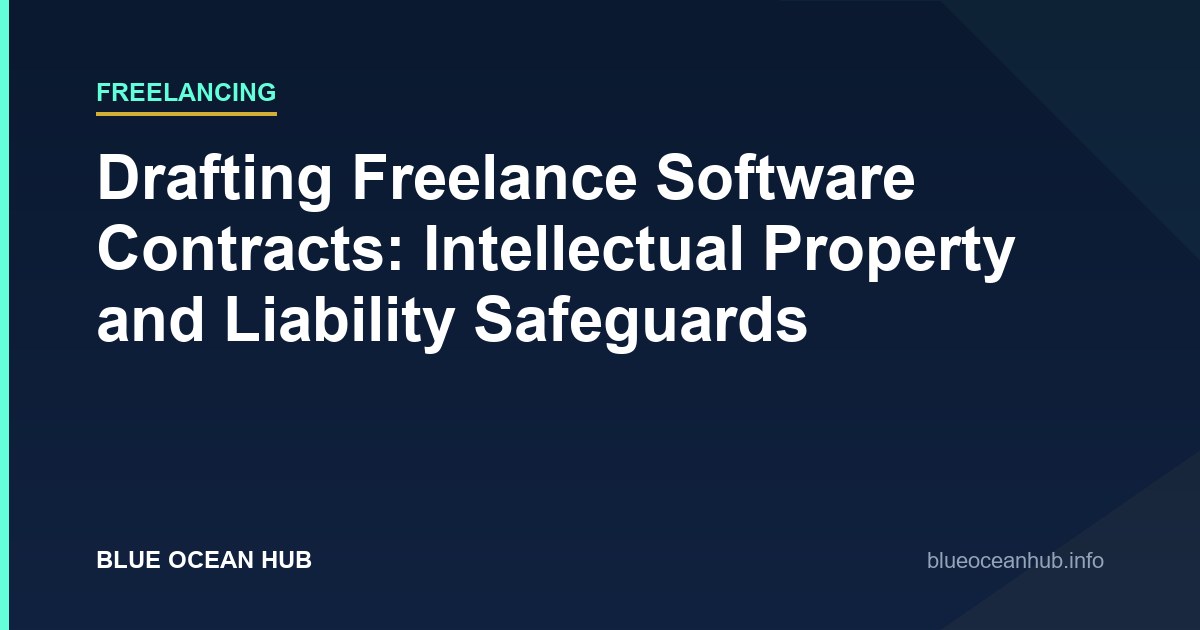 FREELANCING
Drafting Freelance Software
Contracts: Intellectual Property
and Liability Safeguards
BLUE OCEAN HUB
blueoceanhub.info